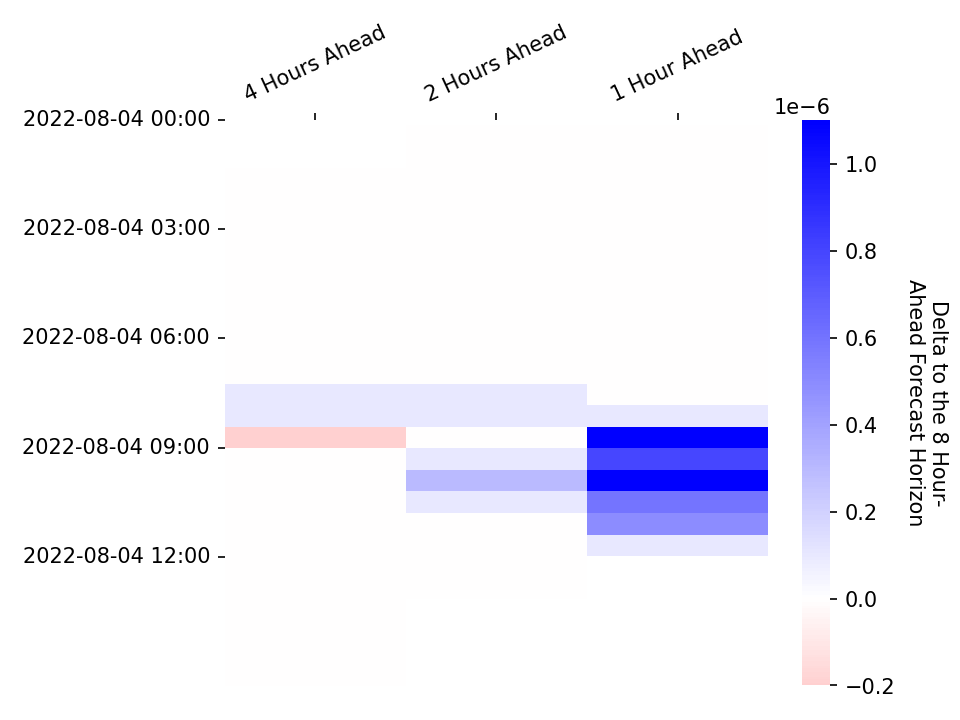 4 Hours Ahead
2 Hours Ahead
1 Hour Ahead
1e−6
2022-08-04 00:00
2022-08-04 03:00
2022-08-04 06:00
2022-08-04 09:00
2022-08-04 12:00
1.0
0.8
0.6
0.4
0.2
0.0
−0.2
Delta to the 8 Hour-
Ahead Forecast Horizon